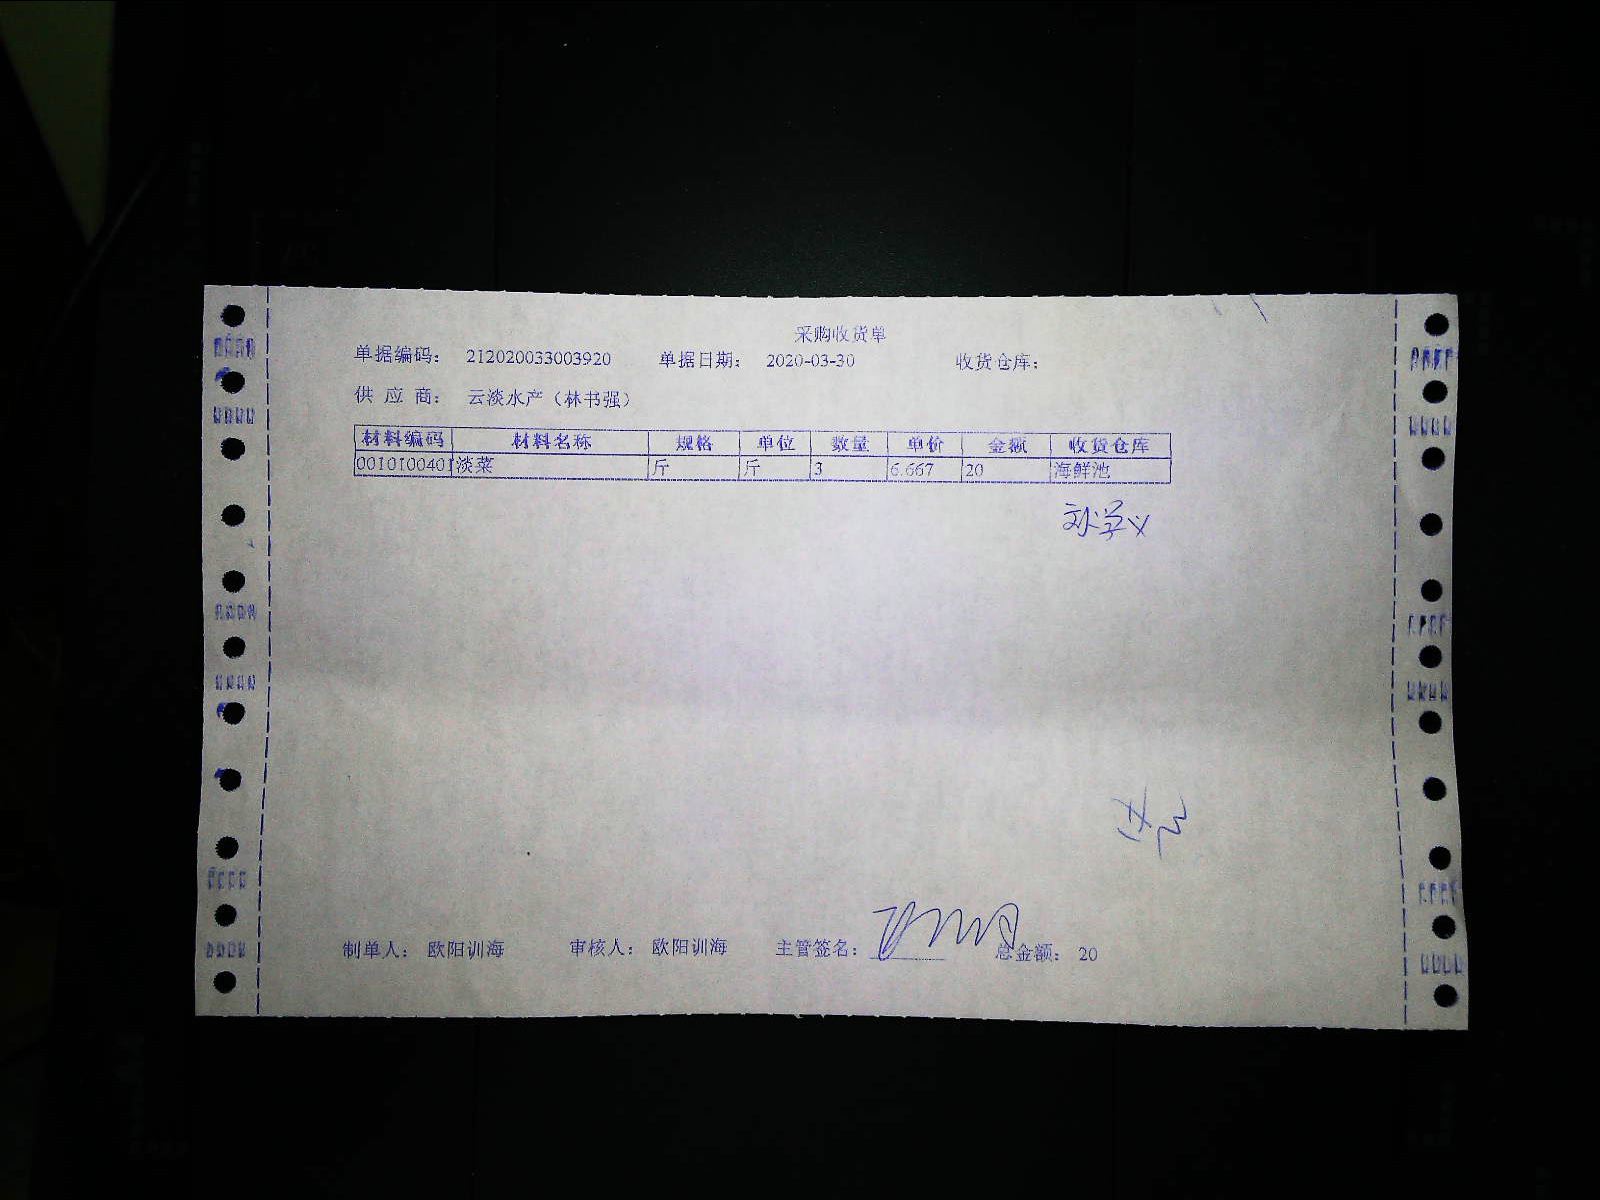 采购收货单
单据编码： 212020033003920 单据日期： 2020-03-30 收货仓库：
供 应 商： 云淡水产（林书强）
材料编码 材料名称 规格 单位 数量 单价 金额 收货仓库
0010100401 淡菜 斤 斤 3 6.667 20 海鲜池
刘学义
制单人： 欧阳训海 审核人： 欧阳训海 主管签名： 总金额： 20